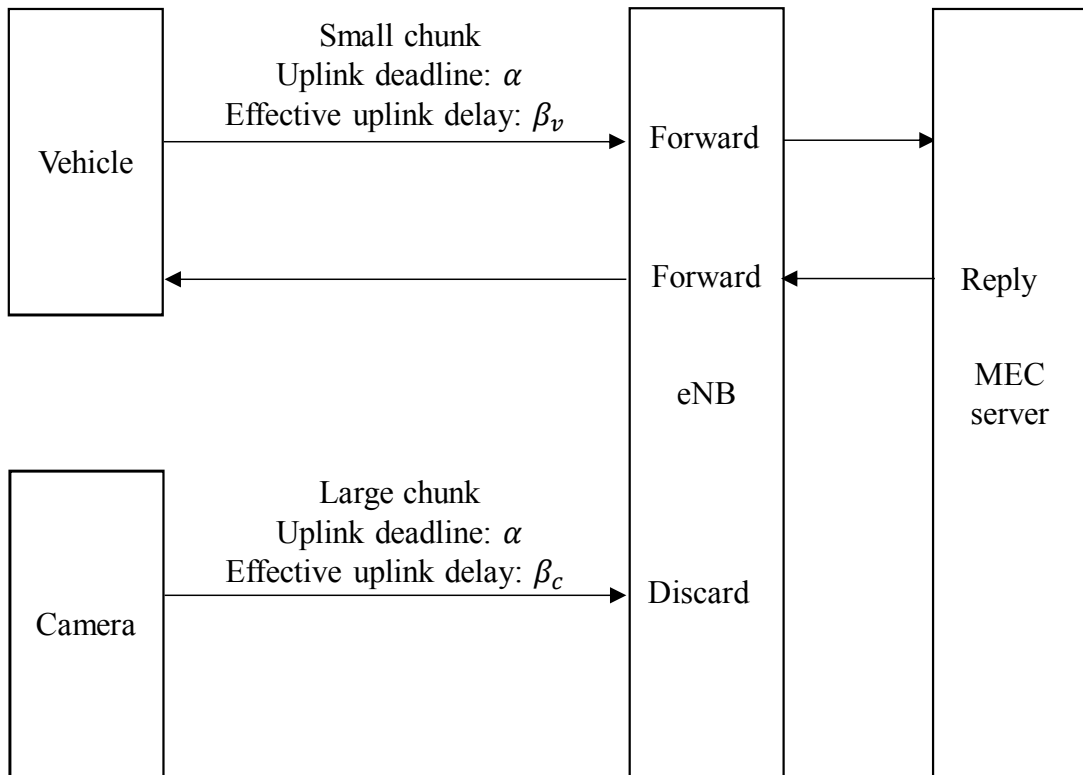 Small chunk
Uplink deadline: α
Effective uplink delay: βᵥ
Vehicle
Forward
Forward
Reply
eNB
MEC
server
Large chunk
Uplink deadline: α
Effective uplink delay: β_c
Camera
Discard